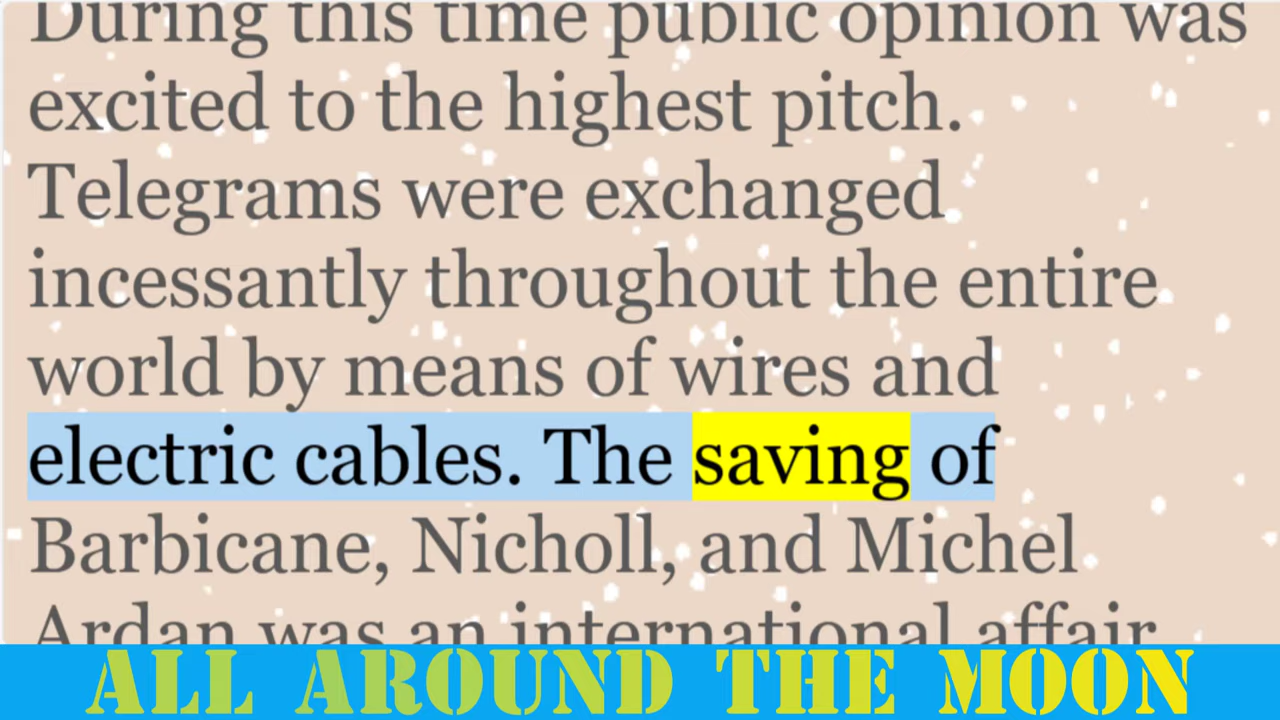 During this time public opinion was
excited to the highest pitch.
Telegrams were exchanged
incessantly throughout the entire
world by means of wires and
electric cables. The saving of
Barbicane, Nicholl, and Michel
Ardan was an international affair.
ALL AROUND THE MOON